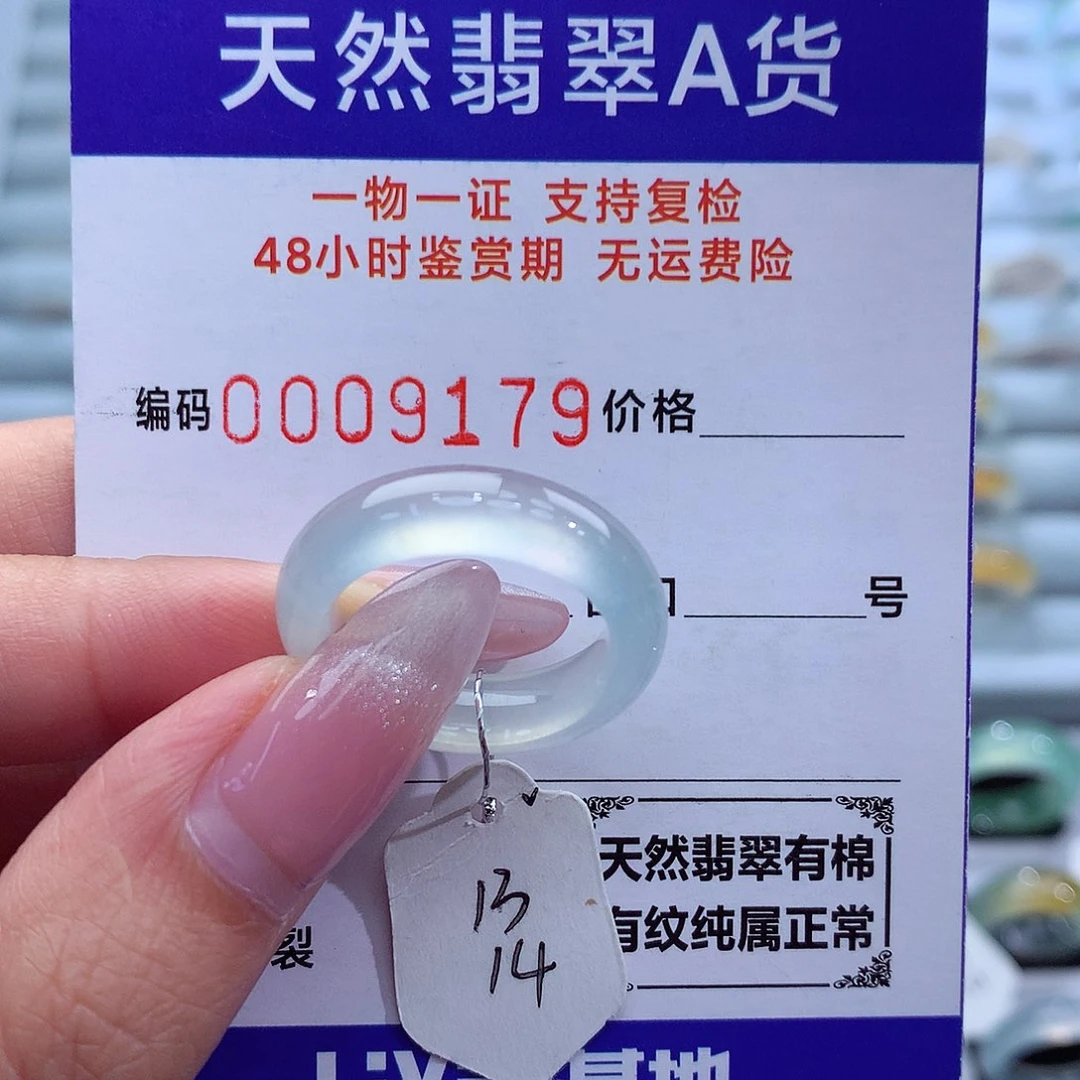 天然翡翠A货
一物一证 支持复检
48小时鉴赏期 无运费险
编码0009179价格
号
天然翡翠有棉
有纹纯属正常
裂
13
14
基地